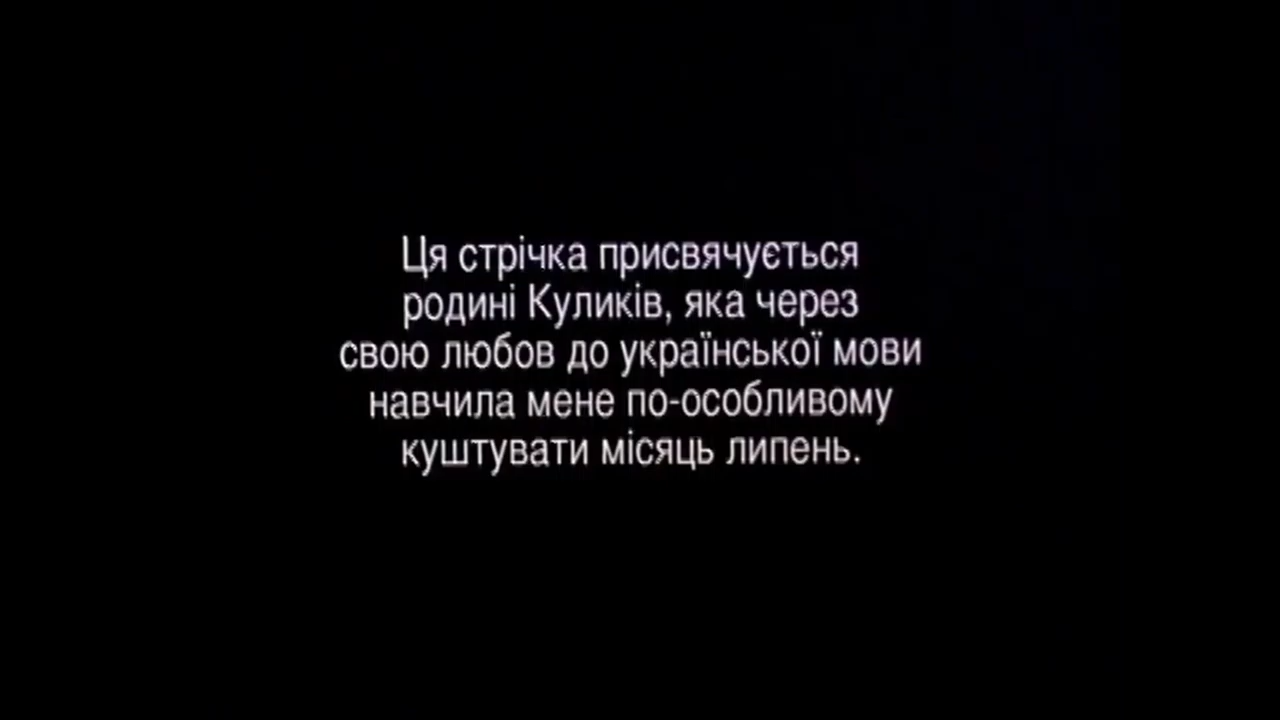 Ця стрічка присвячується
родині Куликів, яка через
свою любов до української мови
навчила мене по-особливому
куштувати місяць липень.